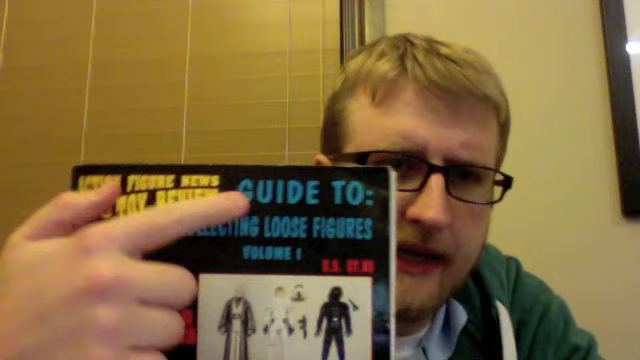 ACTION FIGURE NEWS
TOY REVIEW
GUIDE TO:
COLLECTING LOOSE FIGURES
VOLUME 1
U.S. $7.95